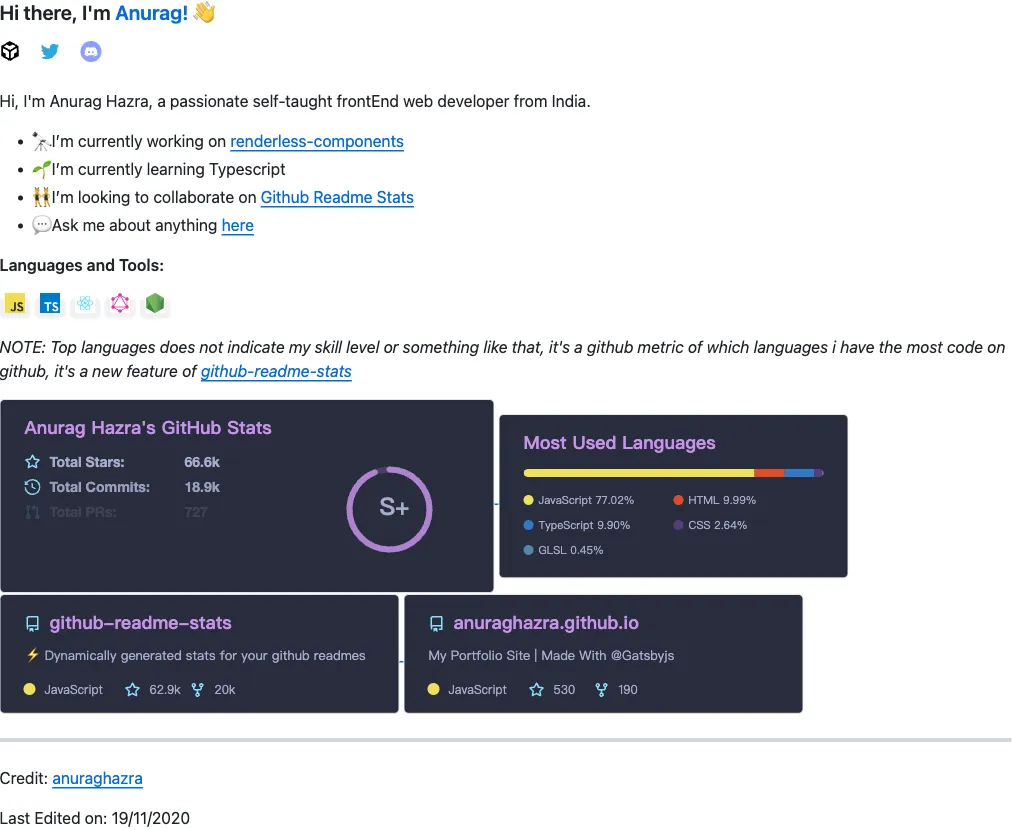 Hi there, I'm Anurag! 👋
Hi, I'm Anurag Hazra, a passionate self-taught frontEnd web developer from India.
• 🔭I’m currently working on renderless-components
• 🌱I’m currently learning Typescript
• 👯I’m looking to collaborate on Github Readme Stats
• 💬Ask me about anything here
Languages and Tools:
JS TS
NOTE: Top languages does not indicate my skill level or something like that, it's a github metric of which languages i have the most code on
github, it's a new feature of github-readme-stats
Anurag Hazra's GitHub Stats
Total Stars: 66.6k
Total Commits: 18.9k
Total PRs: 727
S+
Most Used Languages
JavaScript 77.02% HTML 9.99%
TypeScript 9.90% CSS 2.64%
GLSL 0.45%
github-readme-stats
⚡ Dynamically generated stats for your github readmes
JavaScript 62.9k 20k
anuraghazra.github.io
My Portfolio Site | Made With @Gatsbyjs
JavaScript 530 190
Credit: anuraghazra
Last Edited on: 19/11/2020